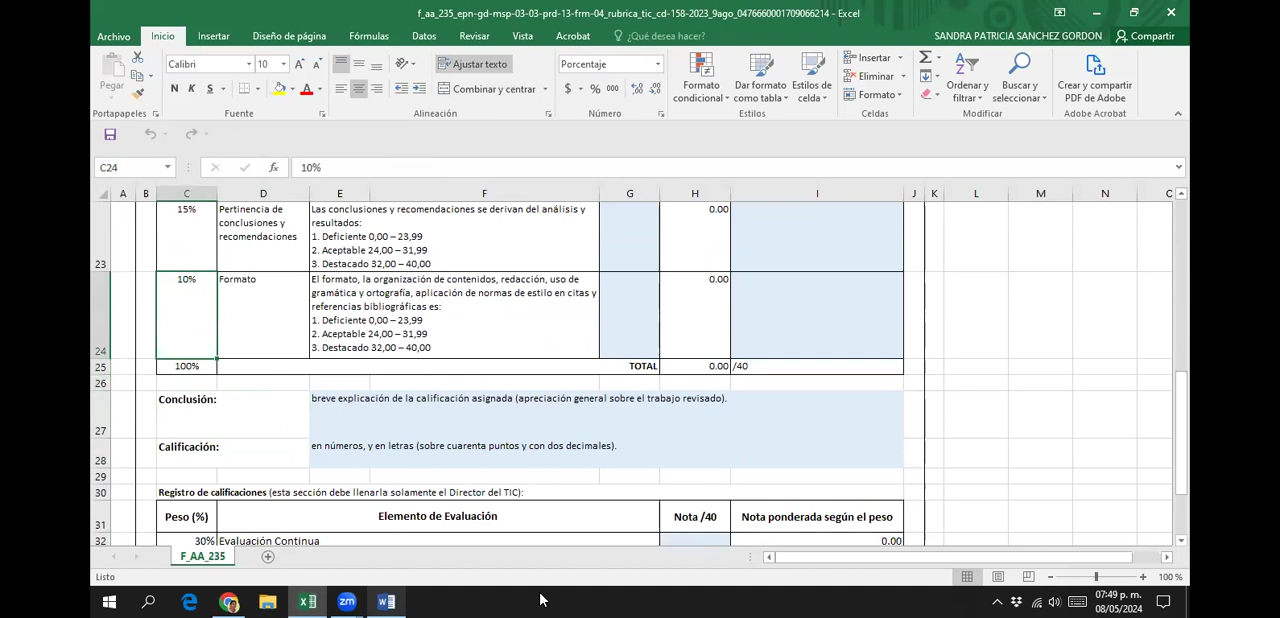 f_aa_235_epn-gd-msp-03-03-prd-13-frm-04_rubrica_tic_cd-158-2023_9ago_0476660001709066214 - Excel
Archivo Inicio Insertar Diseño de página Fórmulas Datos Revisar Vista Acrobat ¿Qué desea hacer? SANDRA PATRICIA SANCHEZ GORDON Compartir
Pegar
Calibri 10
N K S A
Ajustar texto
Combinar y centrar
Porcentaje
$ % 000
Formato condicional
Dar formato como tabla
Estilos de celda
Insertar
Eliminar
Formato
Ordenar y filtrar
Buscar y seleccionar
Crear y compartir PDF de Adobe
Portapapeles Fuente Alineación Número Estilos Celdas Modificar Adobe Acrobat
C24 fx 10%
A B C D E F G H I J K L M N O
23 15% Pertinencia de conclusiones y recomendaciones
Las conclusiones y recomendaciones se derivan del análisis y
resultados:
1. Deficiente 0,00 – 23,99
2. Aceptable 24,00 – 31,99
3. Destacado 32,00 – 40,00
0.00
24 10% Formato
El formato, la organización de contenidos, redacción, uso de
gramática y ortografía, aplicación de normas de estilo en citas y
referencias bibliográficas es:
1. Deficiente 0,00 – 23,99
2. Aceptable 24,00 – 31,99
3. Destacado 32,00 – 40,00
0.00
25 100% TOTAL 0.00 /40
26
27 Conclusión: breve explicación de la calificación asignada (apreciación general sobre el trabajo revisado).
28 Calificación: en números, y en letras (sobre cuarenta puntos y con dos decimales).
29
30 Registro de calificaciones (esta sección debe llenarla solamente el Director del TIC):
31 Peso (%) Elemento de Evaluación Nota /40 Nota ponderada según el peso
32 30% Evaluación Continua 0.00
F_AA_235
Listo 100 %
07:49 p. m.
08/05/2024